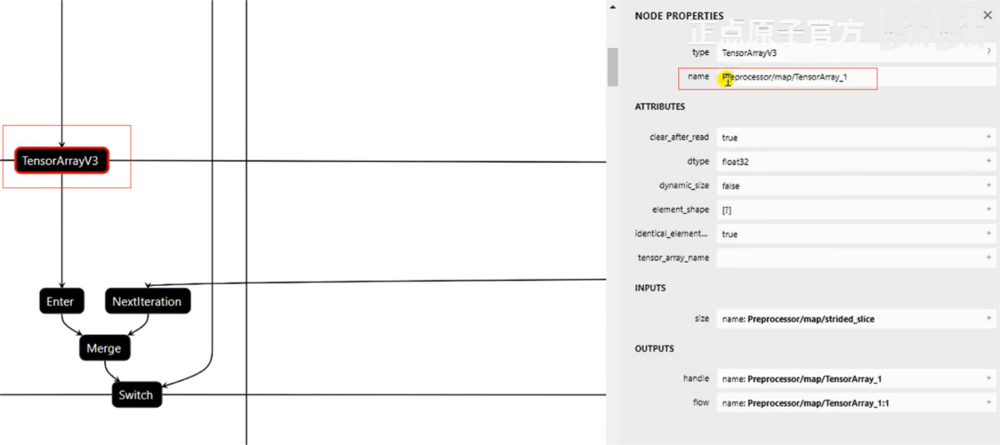 TensorArrayV3
Enter
NextIteration
Merge
Switch
NODE PROPERTIES
正点原子官方
type TensorArrayV3 ?
name Preprocessor/map/TensorArray_1
ATTRIBUTES
clear_after_read true +
dtype float32 +
dynamic_size false +
element_shape [?] +
identical_element... true +
tensor_array_name +
INPUTS
size name: Preprocessor/map/strided_slice +
OUTPUTS
handle name: Preprocessor/map/TensorArray_1 +
flow name: Preprocessor/map/TensorArray_1:1 +